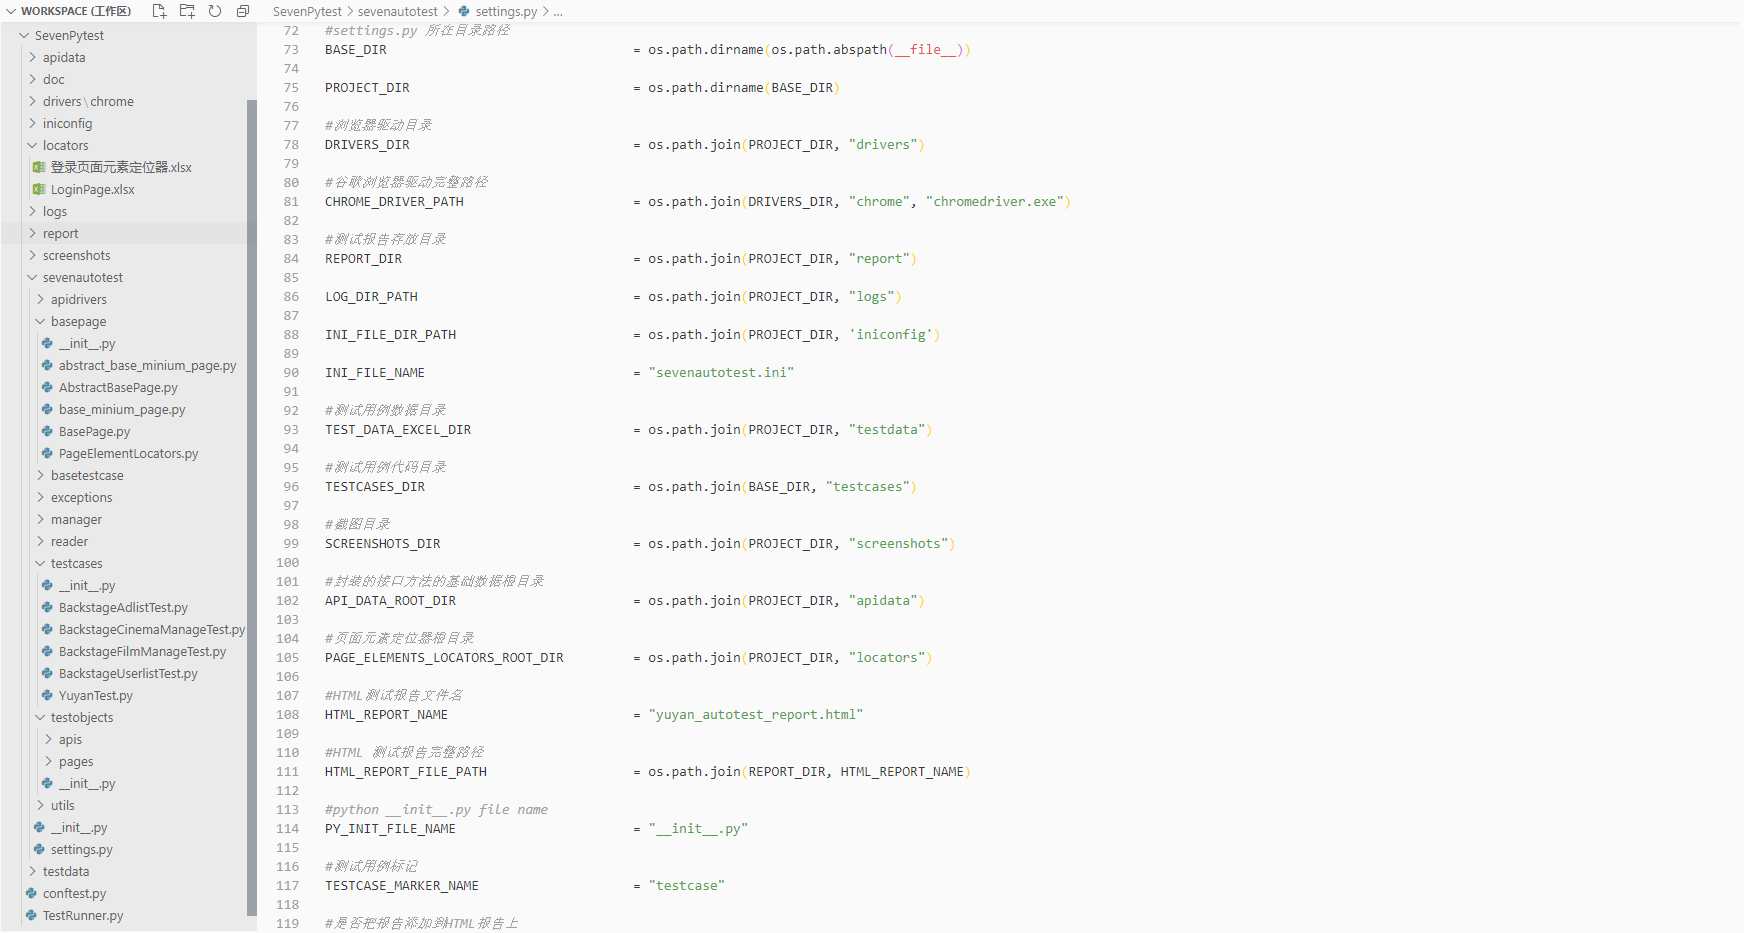 WORKSPACE (工作区)
SevenPytest
apidata
doc
drivers\chrome
iniconfig
locators
登录页面元素定位器.xlsx
LoginPage.xlsx
logs
report
screenshots
sevenautotest
apidrivers
basepage
__init__.py
abstract_base_minium_page.py
AbstractBasePage.py
base_minium_page.py
BasePage.py
PageElementLocators.py
basetestcase
exceptions
manager
reader
testcases
__init__.py
BackstageAdlistTest.py
BackstageCinemaManageTest.py
BackstageFilmManageTest.py
BackstageUserlistTest.py
YuyanTest.py
testobjects
apis
pages
__init__.py
utils
__init__.py
settings.py
testdata
conftest.py
TestRunner.py
SevenPytest > sevenautotest > settings.py > ...
72 #settings.py 所在目录路径
73 BASE_DIR = os.path.dirname(os.path.abspath(__file__))
74
75 PROJECT_DIR = os.path.dirname(BASE_DIR)
76
77 #浏览器驱动目录
78 DRIVERS_DIR = os.path.join(PROJECT_DIR, "drivers")
79
80 #谷歌浏览器驱动完整路径
81 CHROME_DRIVER_PATH = os.path.join(DRIVERS_DIR, "chrome", "chromedriver.exe")
82
83 #测试报告存放目录
84 REPORT_DIR = os.path.join(PROJECT_DIR, "report")
85
86 LOG_DIR_PATH = os.path.join(PROJECT_DIR, "logs")
87
88 INI_FILE_DIR_PATH = os.path.join(PROJECT_DIR, 'iniconfig')
89
90 INI_FILE_NAME = "sevenautotest.ini"
91
92 #测试用例数据目录
93 TEST_DATA_EXCEL_DIR = os.path.join(PROJECT_DIR, "testdata")
94
95 #测试用例代码目录
96 TESTCASES_DIR = os.path.join(BASE_DIR, "testcases")
97
98 #截图目录
99 SCREENSHOTS_DIR = os.path.join(PROJECT_DIR, "screenshots")
100
101 #封装的接口方法的基础数据根目录
102 API_DATA_ROOT_DIR = os.path.join(PROJECT_DIR, "apidata")
103
104 #页面元素定位器根目录
105 PAGE_ELEMENTS_LOCATORS_ROOT_DIR = os.path.join(PROJECT_DIR, "locators")
106
107 #HTML测试报告文件名
108 HTML_REPORT_NAME = "yuyan_autotest_report.html"
109
110 #HTML 测试报告完整路径
111 HTML_REPORT_FILE_PATH = os.path.join(REPORT_DIR, HTML_REPORT_NAME)
112
113 #python __init__.py file name
114 PY_INIT_FILE_NAME = "__init__.py"
115
116 #测试用例标记
117 TESTCASE_MARKER_NAME = "testcase"
118
119 #是否把报告添加到HTML报告上